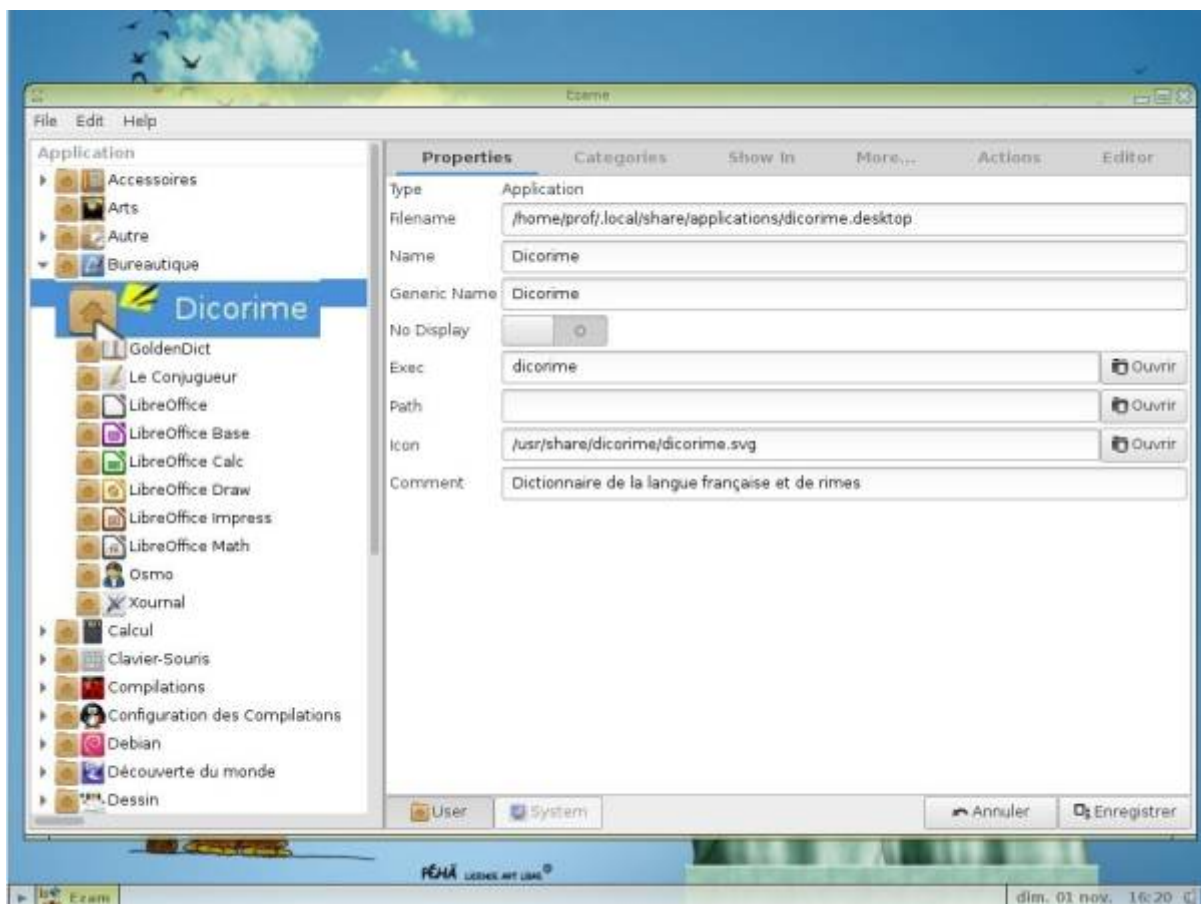 Ezame
File Edit Help
Application
Accessoires
Arts
Autre
Bureautique
Dicorime
GoldenDict
Le Conjugueur
LibreOffice
LibreOffice Base
LibreOffice Calc
LibreOffice Draw
LibreOffice Impress
LibreOffice Math
Osmo
Xournal
Calcul
Clavier-Souris
Compilations
Configuration des Compilations
Debian
Découverte du monde
Dessin
Properties Categories Show In More... Actions Editor
Type Application
Filename /home/prof/.local/share/applications/dicorime.desktop
Name Dicorime
Generic Name Dicorime
No Display
Exec dicorime Ouvrir
Path Ouvrir
Icon /usr/share/dicorime/dicorime.svg Ouvrir
Comment Dictionnaire de la langue française et de rimes
User System Annuler Enregistrer
PÉHÄ LICENCE ART LIBRE
Ezam dim. 01 nov. 16:20